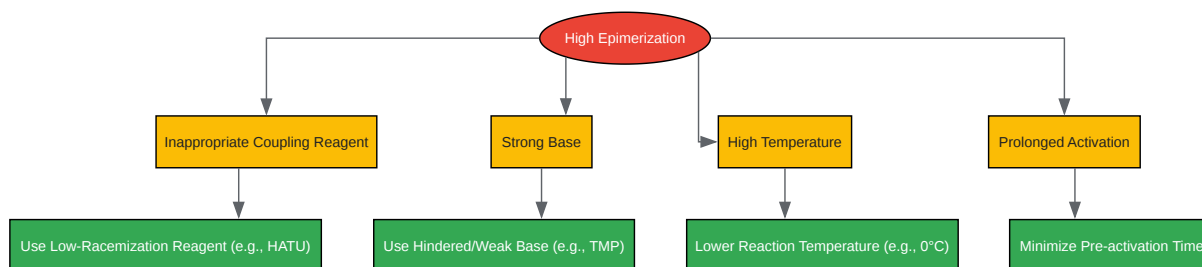 High Epimerization
Inappropriate Coupling Reagent
Strong Base
High Temperature
Prolonged Activation
Use Low-Racemization Reagent (e.g., HATU)
Use Hindered/Weak Base (e.g., TMP)
Lower Reaction Temperature (e.g., 0°C)
Minimize Pre-activation Time